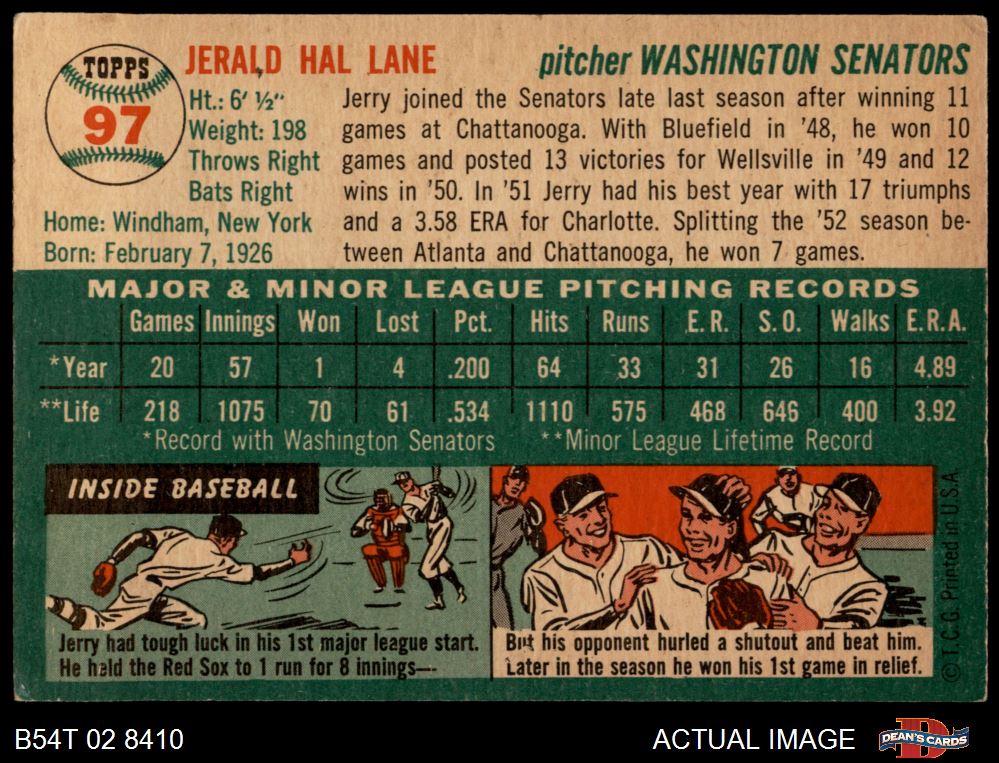 TOPPS
97
JERALD HAL LANE
pitcher WASHINGTON SENATORS
Ht.: 6' ½"
Weight: 198
Throws Right
Bats Right
Home: Windham, New York
Born: February 7, 1926
Jerry joined the Senators late last season after winning 11
games at Chattanooga. With Bluefield in '48, he won 10
games and posted 13 victories for Wellsville in '49 and 12
wins in '50. In '51 Jerry had his best year with 17 triumphs
and a 3.58 ERA for Charlotte. Splitting the '52 season be-
tween Atlanta and Chattanooga, he won 7 games.
MAJOR & MINOR LEAGUE PITCHING RECORDS
Games Innings Won Lost Pct. Hits Runs E.R. S.O. Walks E.R.A.
*Year 20 57 1 4 .200 64 33 31 26 16 4.89
**Life 218 1075 70 61 .534 1110 575 468 646 400 3.92
*Record with Washington Senators **Minor League Lifetime Record
INSIDE BASEBALL
Jerry had tough luck in his 1st major league start.
He held the Red Sox to 1 run for 8 innings—
But his opponent hurled a shutout and beat him.
Later in the season he won his 1st game in relief.
© T.C.G. Printed in U.S.A.
B54T 02 8410
ACTUAL IMAGE
D
DEAN'S CARDS